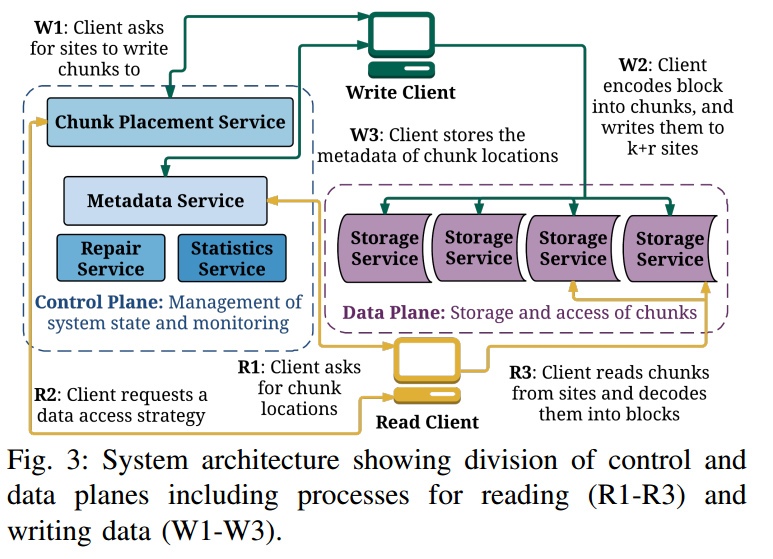 W1: Client asks
for sites to write
chunks to
Write Client
W2: Client
encodes block
into chunks, and
writes them to
k+r sites
Chunk Placement Service
W3: Client stores the
metadata of chunk locations
Metadata Service
Repair
Service
Statistics
Service
Storage
Service
Storage
Service
Storage
Service
Storage
Service
Control Plane: Management of
system state and monitoring
Data Plane: Storage and access of chunks
R1: Client asks
for chunk
locations
R2: Client requests a
data access strategy
Read Client
R3: Client reads chunks
from sites and decodes
them into blocks
Fig. 3: System architecture showing division of control and
data planes including processes for reading (R1-R3) and
writing data (W1-W3).